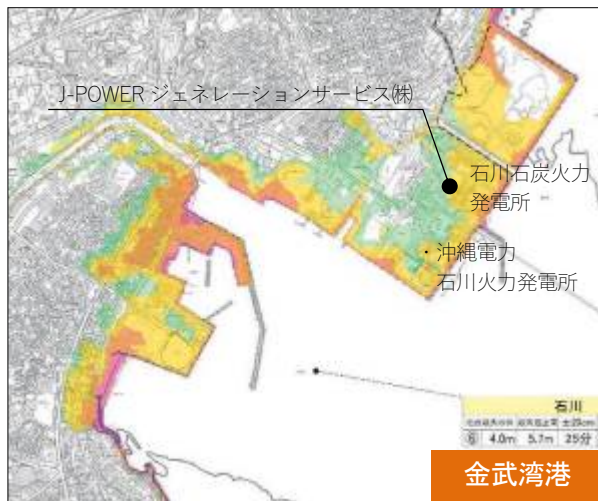 J-POWER ジェネレーションサービス㈱
石川石炭火力
発電所
・沖縄電力
石川火力発電所
石川
⑥ 4.0m 5.7m 25分
金武湾港